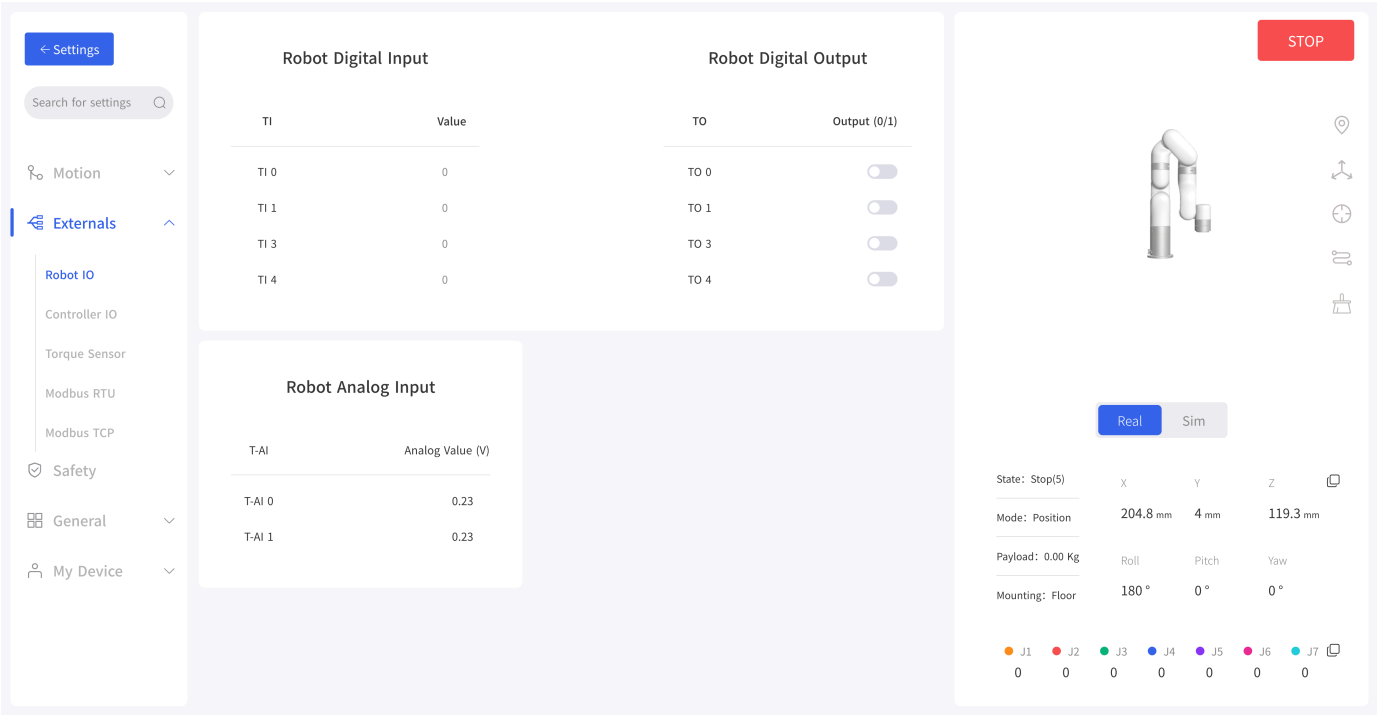 ← Settings
Search for settings
Motion
Externals
Robot IO
Controller IO
Torque Sensor
Modbus RTU
Modbus TCP
Safety
General
My Device
Robot Digital Input
TI Value
TI 0 0
TI 1 0
TI 3 0
TI 4 0
Robot Digital Output
TO Output (0/1)
TO 0
TO 1
TO 3
TO 4
Robot Analog Input
T-AI Analog Value (V)
T-AI 0 0.23
T-AI 1 0.23
STOP
Real Sim
State: Stop(5)
Mode: Position
Payload: 0.00 Kg
Mounting: Floor
X Y Z
204.8 mm 4 mm 119.3 mm
Roll Pitch Yaw
180 ° 0 ° 0 °
J1 J2 J3 J4 J5 J6 J7
0 0 0 0 0 0 0